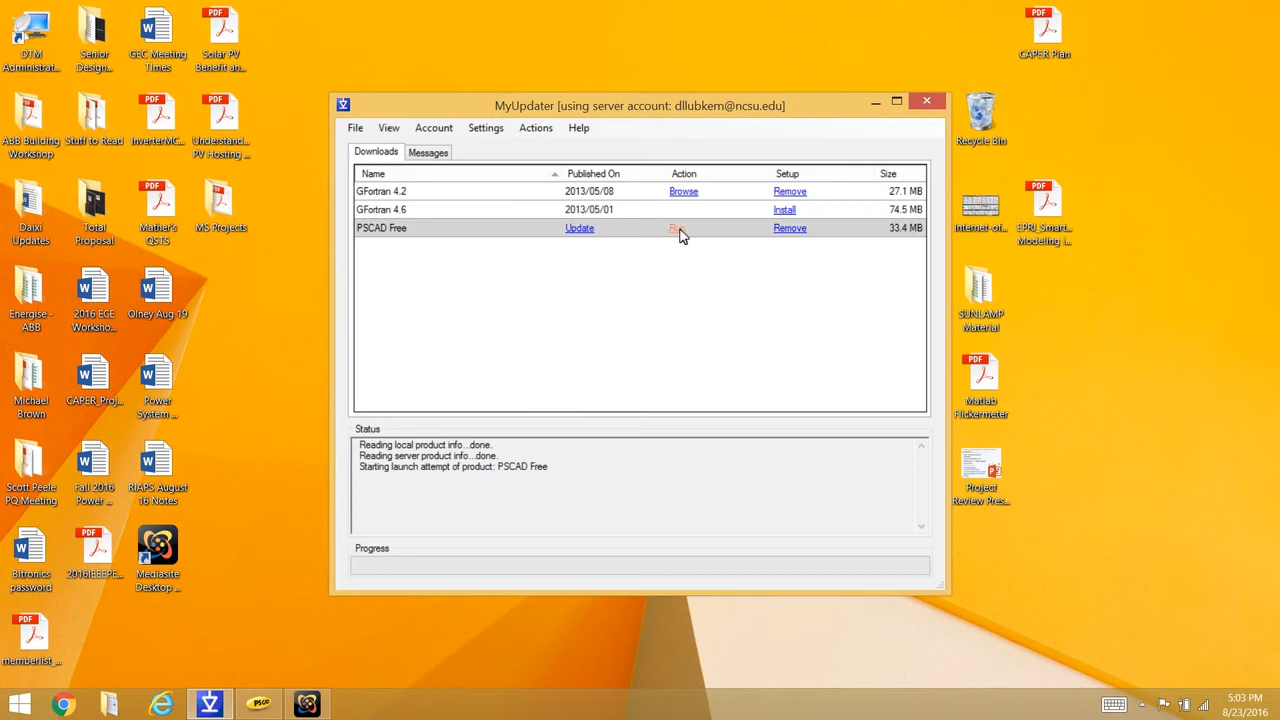 DTM
Administrat...
Senior
Design...
GEC Meeting
Times
Solar PV
Benefit an...
CAPER Plan
ABB Building
Workshop
Stuff to Read
InverterMC...
Understand...
PV Hosting ...
Recycle Bin
Daixi
Updates
Total
Proposal
Mather's
QSTS
MS Projects
Internet-of...
EPRI_Smart...
Modeling i...
Energise -
ABB
2016 ECE
Worksho...
Olney Aug 19
SUNLAMP
Material
Michael
Brown
CAPER_Proj...
Power
System ...
Matlab
Flickermeter
Scott Peele
PQ Meeting
Fall 2016
Power ...
RIAPS August
16 Notes
Project
Review Pres...
Bitronics
password
2016IEEEPE...
Mediasite
Desktop ...
memberlist_...
MyUpdater [using server account: dllubkem@ncsu.edu]
File View Account Settings Actions Help
Downloads Messages
Name Published On Action Setup Size
GFortran 4.2 2013/05/08 Browse Remove 27.1 MB
GFortran 4.6 2013/05/01 Install 74.5 MB
PSCAD Free Update Remove 33.4 MB
Status
Reading local product info...done.
Reading server product info...done.
Starting launch attempt of product: PSCAD Free
Progress
5:03 PM
8/23/2016